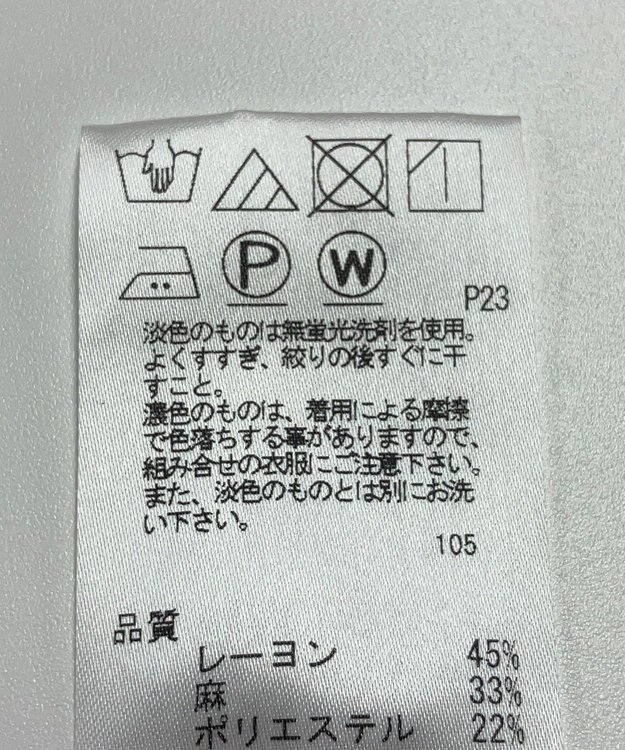 P W P23
淡色のものは無蛍光洗剤を使用。
よくすすぎ、絞りの後すぐに干
すこと。
濃色のものは、着用による摩擦
で色落ちする事がありますので、
組み合せの衣服にご注意下さい。
また、淡色のものとは別にお洗
い下さい。
105
品質
レーヨン 45%
麻 33%
ポリエステル 22%